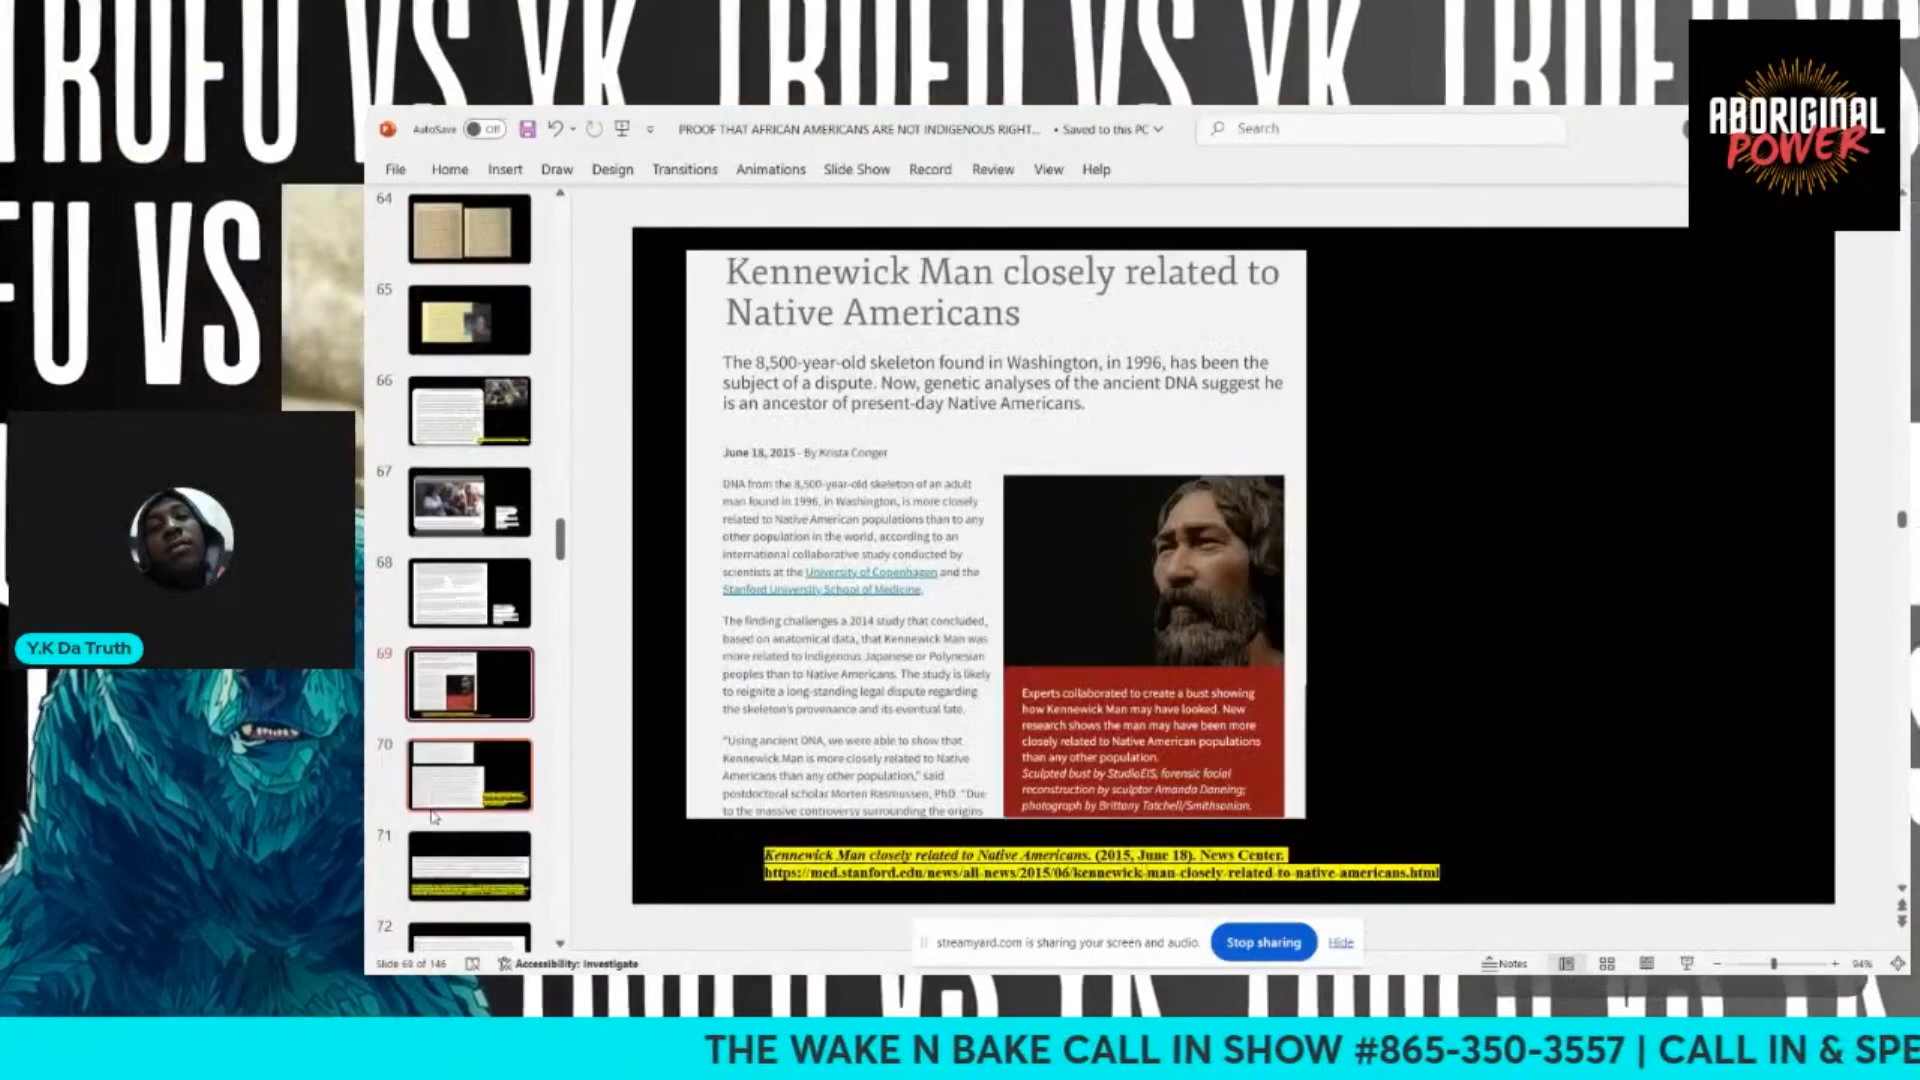 TRUFU VS YK TRUFU VS YK TRUFU VS
FU VS
ABORIGINAL
POWER
AutoSave Off
PROOF THAT AFRICAN AMERICANS ARE NOT INDIGENOUS RIGHT... • Saved to this PC
Search
File Home Insert Draw Design Transitions Animations Slide Show Record Review View Help
64
65
66
67
68
69
70
71
72
Kennewick Man closely related to
Native Americans
The 8,500-year-old skeleton found in Washington, in 1996, has been the
subject of a dispute. Now, genetic analyses of the ancient DNA suggest he
is an ancestor of present-day Native Americans.
June 18, 2015 - By Krista Conger
DNA from the 8,500-year-old skeleton of an adult
man found in 1996, in Washington, is more closely
related to Native American populations than to any
other population in the world, according to an
international collaborative study conducted by
scientists at the University of Copenhagen and the
Stanford University School of Medicine.
The finding challenges a 2014 study that concluded,
based on anatomical data, that Kennewick Man was
more related to indigenous Japanese or Polynesian
peoples than to Native Americans. The study is likely
to reignite a long-standing legal dispute regarding
the skeleton's provenance and its eventual fate.
"Using ancient DNA, we were able to show that
Kennewick Man is more closely related to Native
Americans than any other population," said
postdoctoral scholar Morten Rasmussen, PhD. "Due
to the massive controversy surrounding the origins
Experts collaborated to create a bust showing
how Kennewick Man may have looked. New
research shows the man may have been more
closely related to Native American populations
than any other population.
Sculpted bust by StudioEIS, forensic facial
reconstruction by sculptor Amanda Danning;
photograph by Brittany Tatchell/Smithsonian.
Kennewick Man closely related to Native Americans. (2015, June 18). News Center.
https://med.stanford.edu/news/all-news/2015/06/kennewick-man-closely-related-to-native-americans.html
Y.K Da Truth
streamyard.com is sharing your screen and audio. Stop sharing Hide
Slide 69 of 146 Accessibility: Investigate Notes 94%
THE WAKE N BAKE CALL IN SHOW #865-350-3557 | CALL IN & SPE